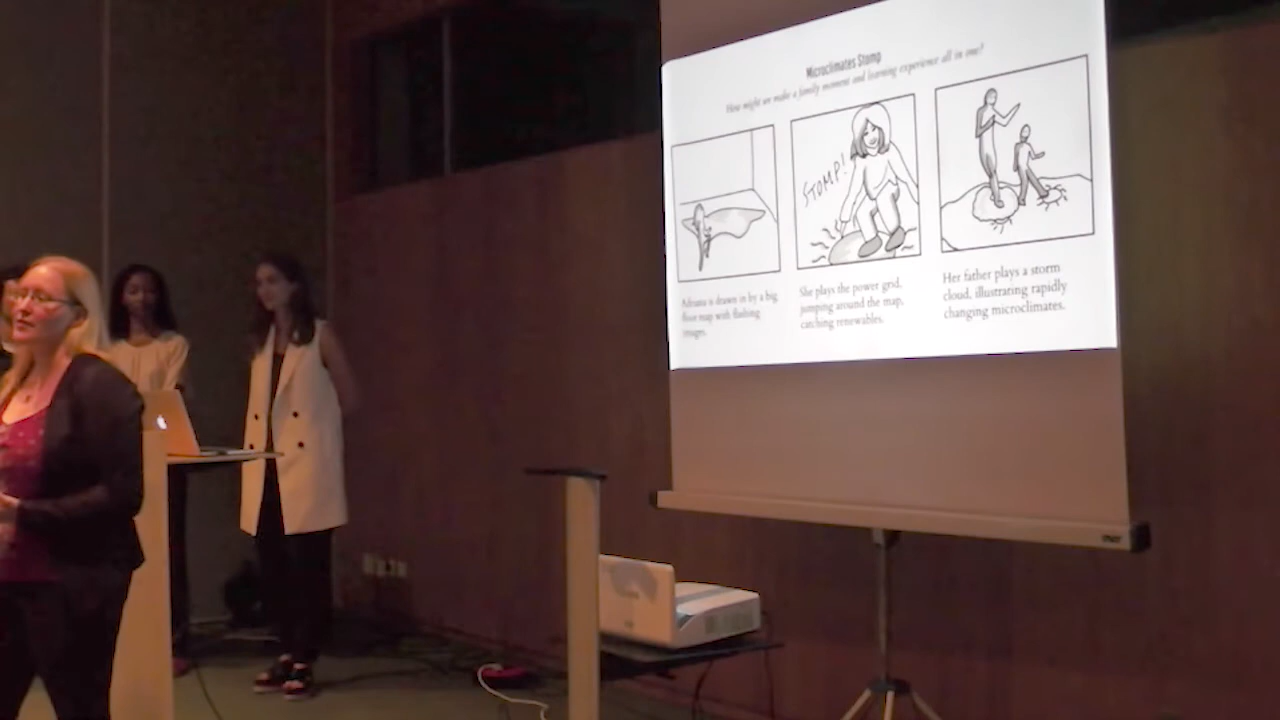 Microclimates Stomp
How might we make a family moment and learning experience all in one?
STOMP!
Adriana is drawn in by a big
floor map with flashing
images.
She plays the power grid,
jumping around the map,
catching renewables.
Her father plays a storm
cloud, illustrating rapidly
changing microclimates.